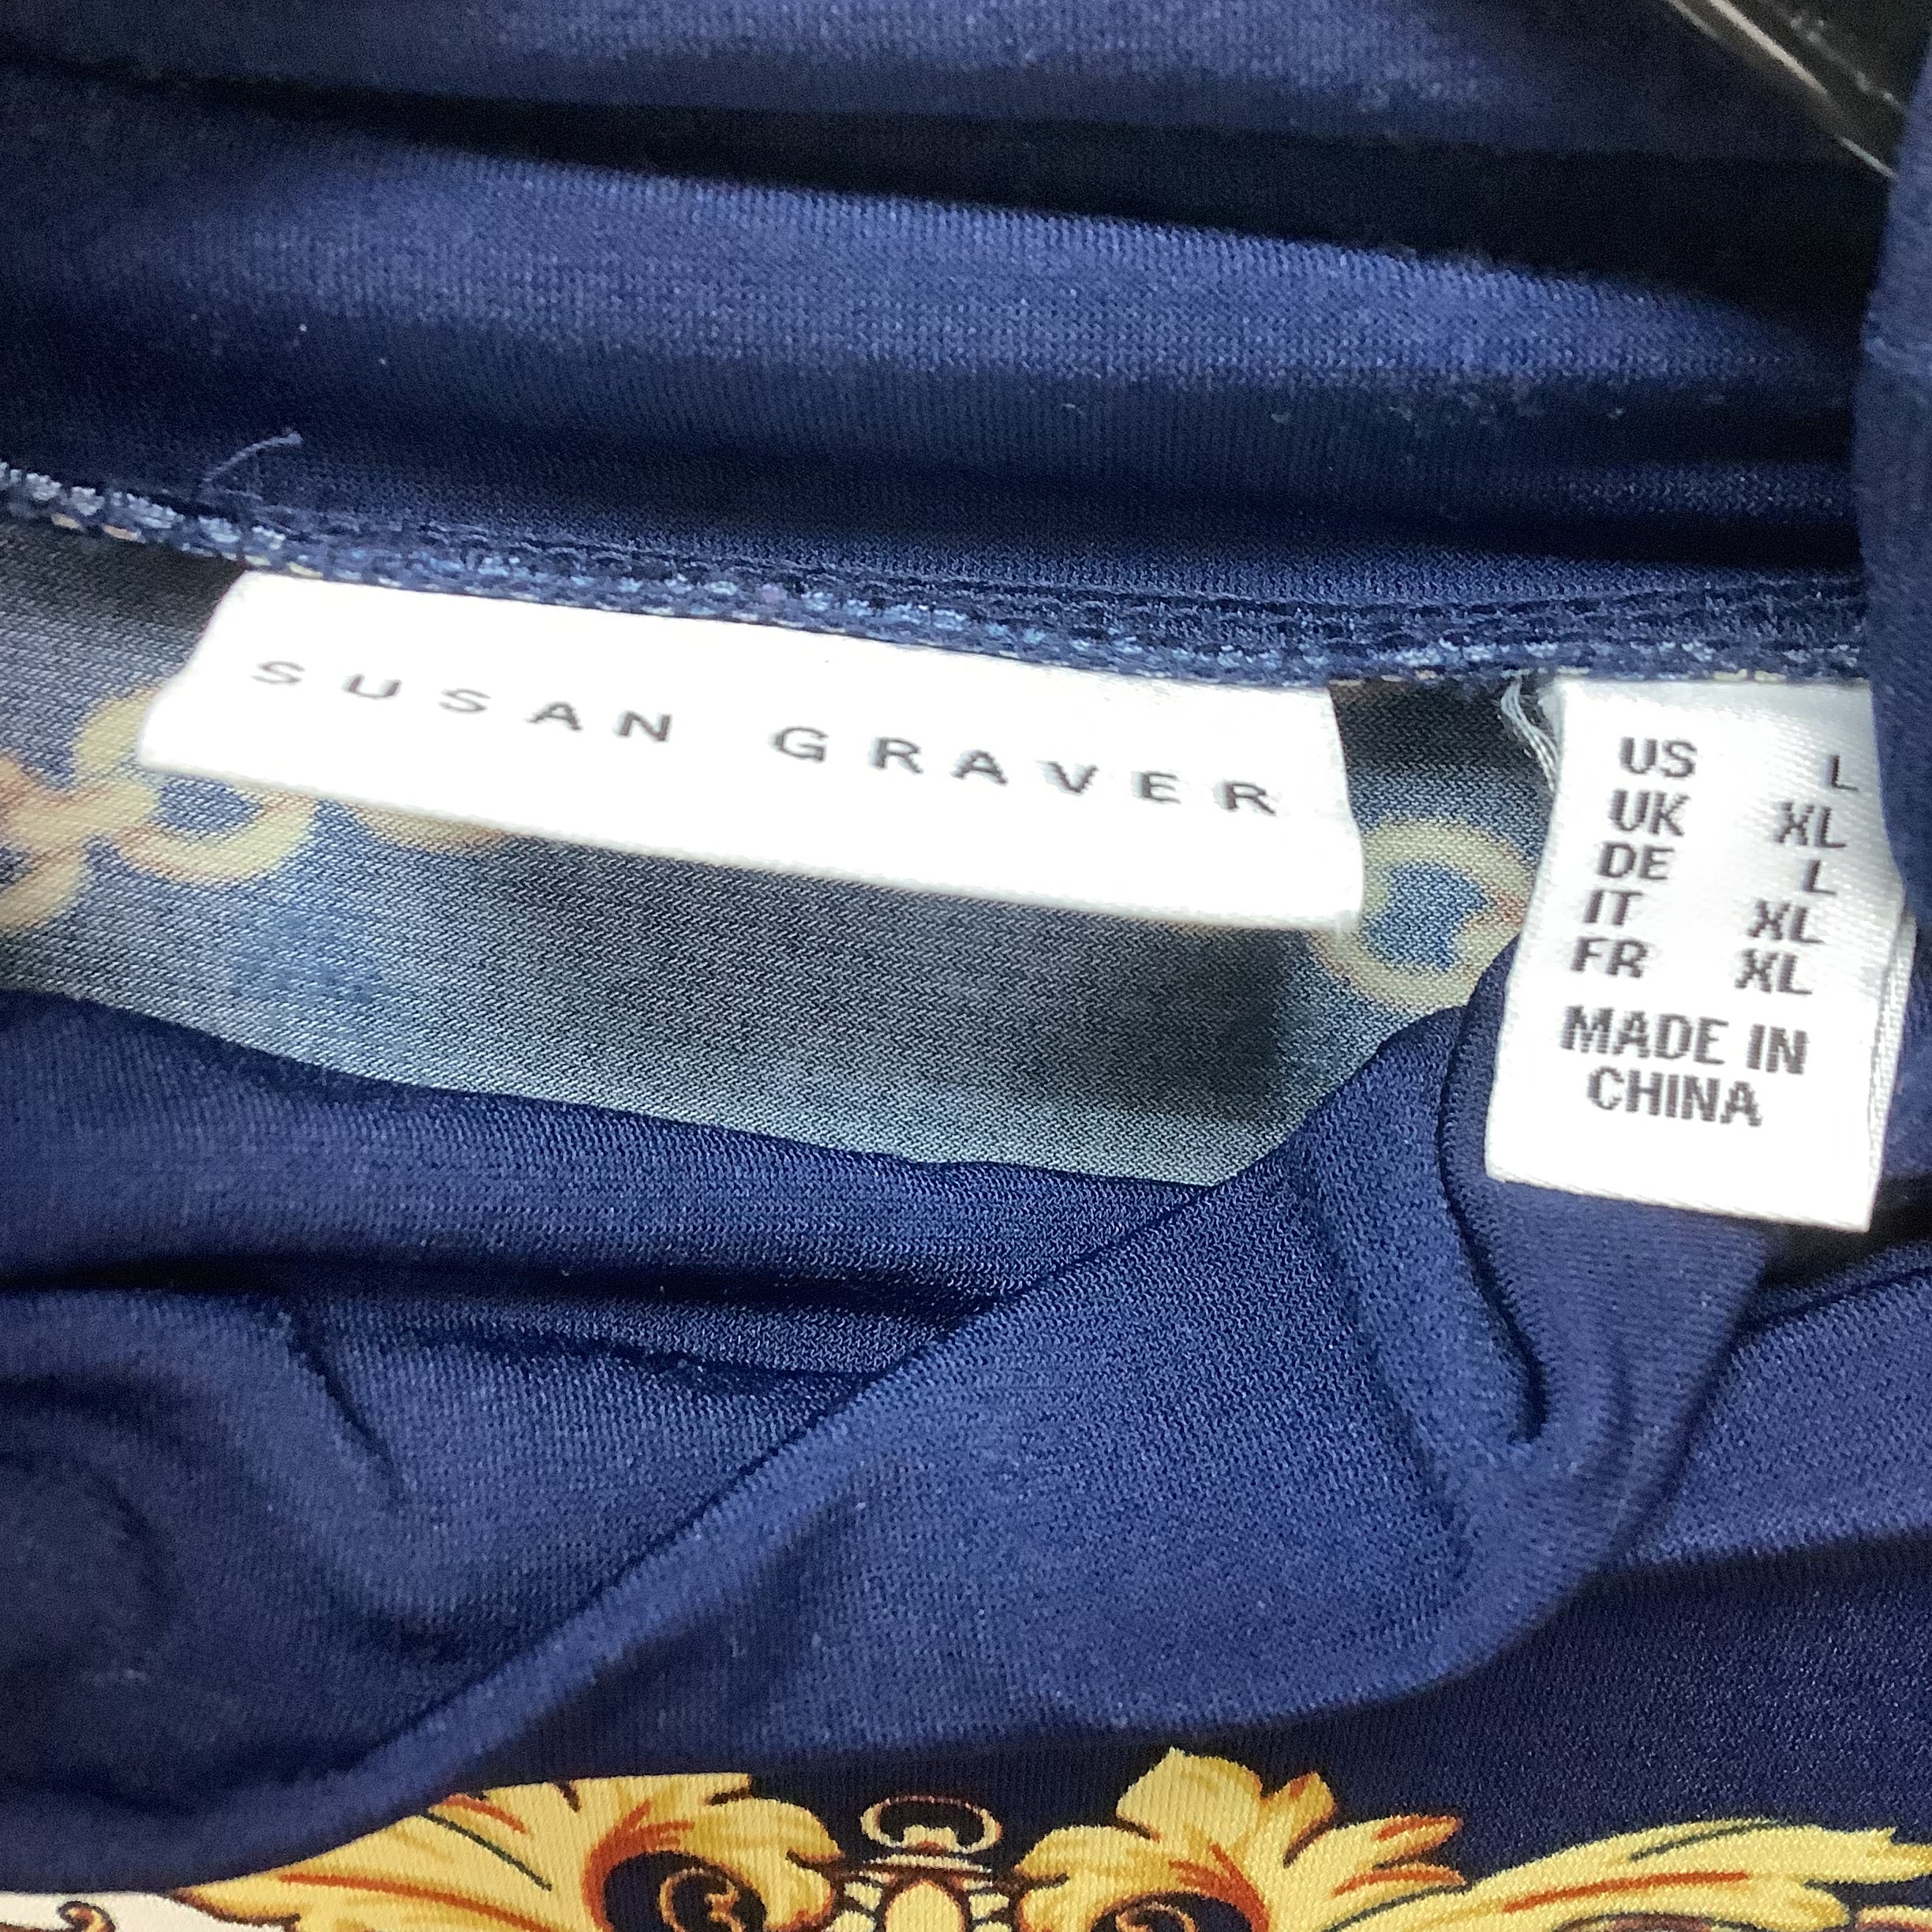 SUSAN GRAVER
US L
UK XL
DE L
IT XL
FR XL
MADE IN
CHINA